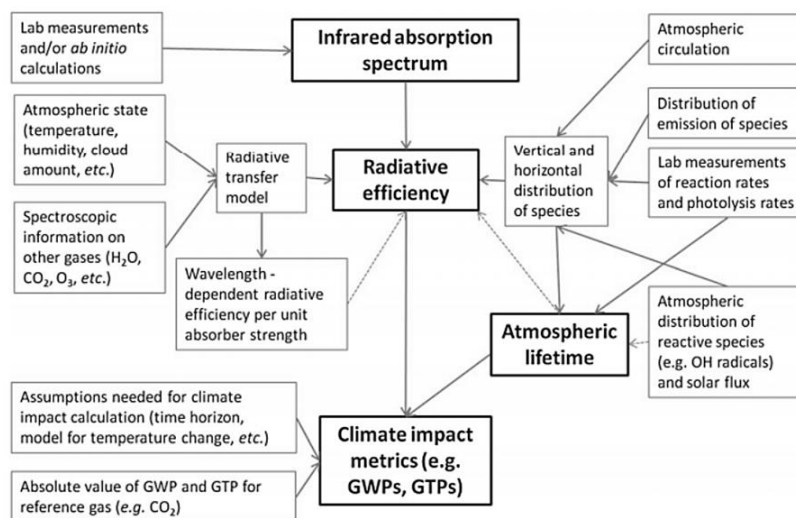 Lab measurements
and/or ab initio
calculations
Infrared absorption
spectrum
Atmospheric
circulation
Atmospheric state
(temperature,
humidity, cloud
amount, etc.)
Radiative
transfer
model
Radiative
efficiency
Vertical and
horizontal
distribution
of species
Distribution of
emission of species
Lab measurements
of reaction rates
and photolysis rates
Spectroscopic
information on
other gases (H₂O,
CO₂, O₃, etc.)
Wavelength -
dependent radiative
efficiency per unit
absorber strength
Atmospheric
lifetime
Atmospheric
distribution of
reactive species
(e.g. OH radicals)
and solar flux
Assumptions needed for climate
impact calculation (time horizon,
model for temperature change, etc.)
Climate impact
metrics (e.g.
GWPs, GTPs)
Absolute value of GWP and GTP for
reference gas (e.g. CO₂)